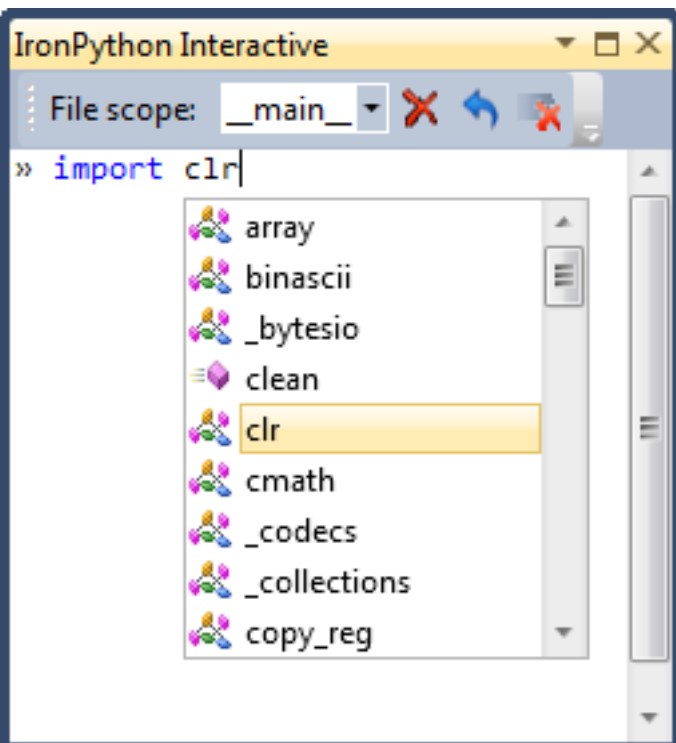 IronPython Interactive
File scope: __main__
» import clr
array
binascii
_bytesio
clean
clr
cmath
_codecs
_collections
copy_reg